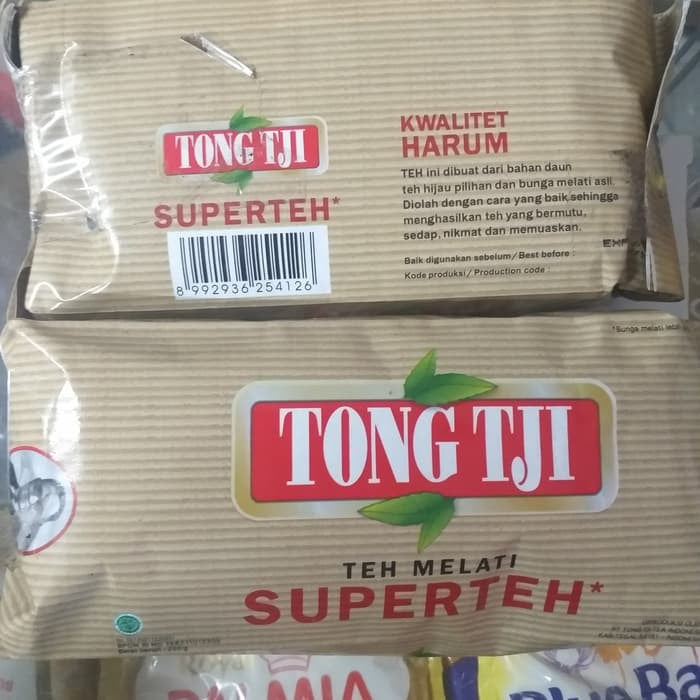 TONG TJI
SUPERTEH*
8 992936 254126
KWALITET
HARUM
TEH ini dibuat dari bahan daun
teh hijau pilihan dan bunga melati asli.
Diolah dengan cara yang baik sehingga
menghasilkan teh yang bermutu,
sedap, nikmat dan memuaskan.
Baik digunakan sebelum / Best before :
Kode produksi / Production code :
EXP
*Bunga melati
TONG TJI
TEH MELATI
SUPERTEH*